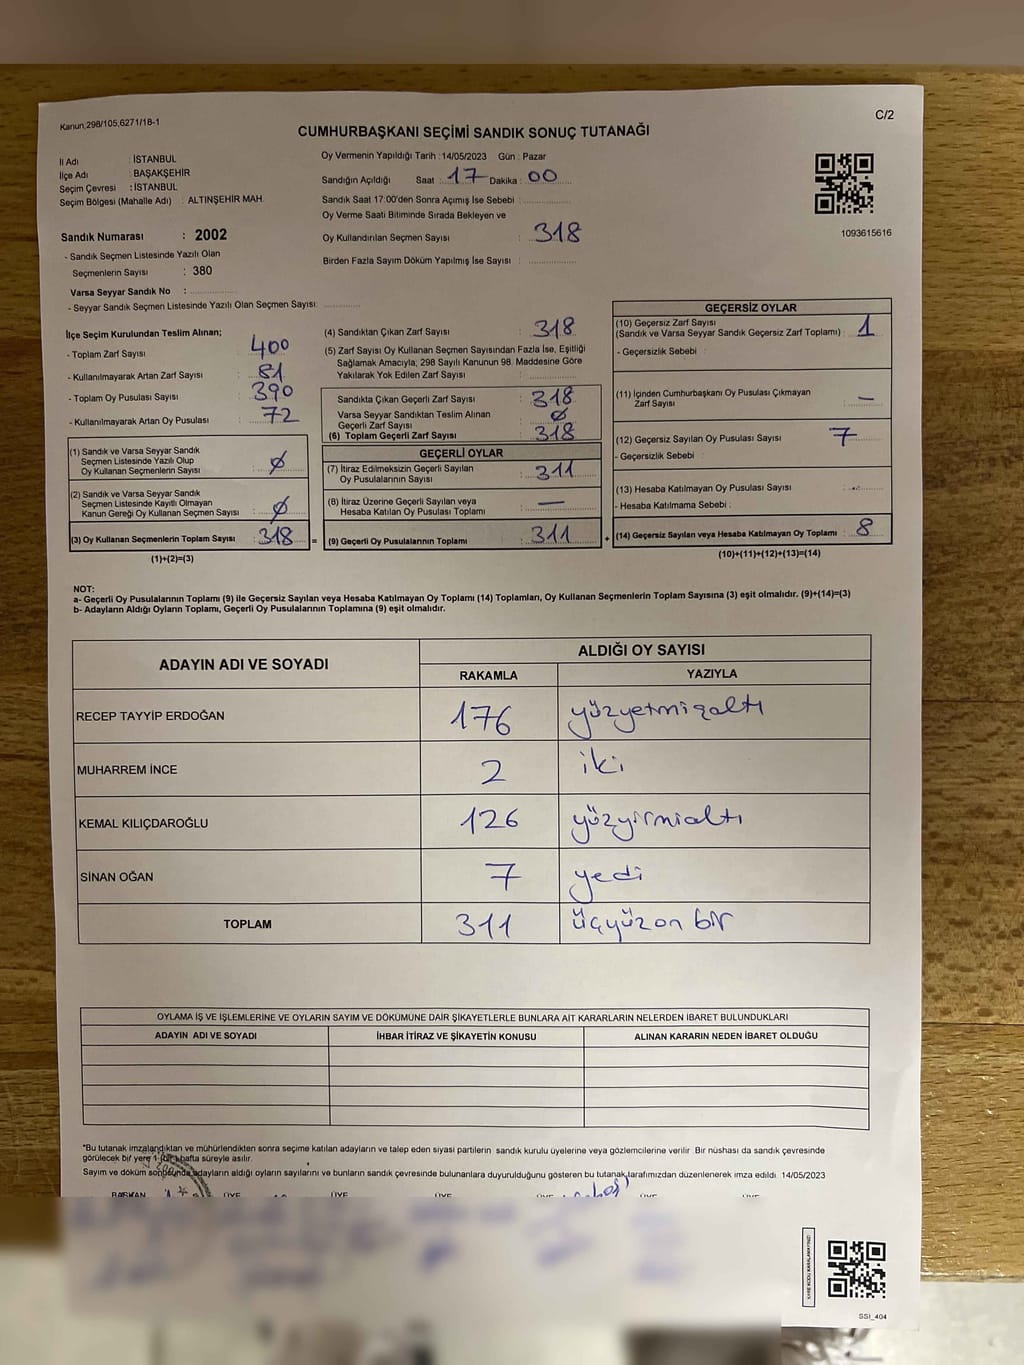 Kanun,298/105,6271/18-1
C/2
CUMHURBAŞKANI SEÇİMİ SANDIK SONUÇ TUTANAĞI
İl Adı : İSTANBUL
İlçe Adı : BAŞAKŞEHİR
Seçim Çevresi : İSTANBUL
Seçim Bölgesi (Mahalle Adı) : ALTINŞEHİR MAH.
Oy Vermenin Yapıldığı Tarih : 14/05/2023 Gün : Pazar
Sandığın Açıldığı Saat : 17 Dakika : 00
Sandık Saat 17:00'den Sonra Açımış İse Sebebi :
Oy Verme Saati Bitiminde Sırada Bekleyen ve
Oy Kullandırılan Seçmen Sayısı : 318
Birden Fazla Sayım Döküm Yapılmış İse Sayısı :
1093615616
Sandık Numarası : 2002
- Sandık Seçmen Listesinde Yazılı Olan
Seçmenlerin Sayısı : 380
Varsa Seyyar Sandık No :
- Seyyar Sandık Seçmen Listesinde Yazılı Olan Seçmen Sayısı:
İlçe Seçim Kurulundan Teslim Alınan;
- Toplam Zarf Sayısı : 400
- Kullanılmayarak Artan Zarf Sayısı : 81
- Toplam Oy Pusulası Sayısı : 390
- Kullanılmayarak Artan Oy Pusulası : 72
(1) Sandık ve Varsa Seyyar Sandık
Seçmen Listesinde Yazılı Olup
Oy Kullanan Seçmenlerin Sayısı : Ø
(2) Sandık ve Varsa Seyyar Sandık
Seçmen Listesinde Kayıtlı Olmayan
Kanun Gereği Oy Kullanan Seçmen Sayısı : Ø
(3) Oy Kullanan Seçmenlerin Toplam Sayısı : 318
(1)+(2)=(3)
(4) Sandıktan Çıkan Zarf Sayısı : 318
(5) Zarf Sayısı Oy Kullanan Seçmen Sayısından Fazla İse, Eşitliği
Sağlamak Amacıyla; 298 Sayılı Kanunun 98. Maddesine Göre
Yakılarak Yok Edilen Zarf Sayısı :
Sandıkta Çıkan Geçerli Zarf Sayısı : 318
Varsa Seyyar Sandıktan Teslim Alınan
Geçerli Zarf Sayısı : Ø
(6) Toplam Geçerli Zarf Sayısı : 318
GEÇERLİ OYLAR
(7) İtiraz Edilmeksizin Geçerli Sayılan
Oy Pusulalarının Sayısı : 311
(8) İtiraz Üzerine Geçerli Sayılan veya
Hesaba Katılan Oy Pusulası Toplamı : —
= (9) Geçerli Oy Pusulalarının Toplamı : 311
GEÇERSİZ OYLAR
(10) Geçersiz Zarf Sayısı
(Sandık ve Varsa Seyyar Sandık Geçersiz Zarf Toplamı) : 1
- Geçersizlik Sebebi :
(11) İçinden Cumhurbaşkanı Oy Pusulası Çıkmayan
Zarf Sayısı : —
(12) Geçersiz Sayılan Oy Pusulası Sayısı : 7
- Geçersizlik Sebebi :
(13) Hesaba Katılmayan Oy Pusulası Sayısı :
- Hesaba Katılmama Sebebi :
+ (14) Geçersiz Sayılan veya Hesaba Katılmayan Oy Toplamı : 8
(10)+(11)+(12)+(13)=(14)
NOT:
a- Geçerli Oy Pusulalarının Toplamı (9) ile Geçersiz Sayılan veya Hesaba Katılmayan Oy Toplamı (14) Toplamları, Oy Kullanan Seçmenlerin Toplam Sayısına (3) eşit olmalıdır. (9)+(14)=(3)
b- Adayların Aldığı Oyların Toplamı, Geçerli Oy Pusulalarının Toplamına (9) eşit olmalıdır.
ADAYIN ADI VE SOYADI
ALDIĞI OY SAYISI
RAKAMLA YAZIYLA
RECEP TAYYİP ERDOĞAN 176 yüzyetmişaltı
MUHARREM İNCE 2 iki
KEMAL KILIÇDAROĞLU 126 yüzyirmialtı
SİNAN OĞAN 7 yedi
TOPLAM 311 üçyüzon bir
OYLAMA İŞ VE İŞLEMLERİNE VE OYLARIN SAYIM VE DÖKÜMÜNE DAİR ŞİKAYETLERLE BUNLARA AİT KARARLARIN NELERDEN İBARET BULUNDUKLARI
ADAYIN ADI VE SOYADI İHBAR İTİRAZ VE ŞİKAYETİN KONUSU ALINAN KARARIN NEDEN İBARET OLDUĞU
*Bu tutanak imzalandıktan ve mühürlendikten sonra seçime katılan adayların ve talep eden siyasi partilerin sandık kurulu üyelerine veya gözlemcilerine verilir Bir nüshası da sandık çevresinde
görülecek bir yere 1 (bir) hafta süreyle asılır.
Sayım ve döküm sonucunda adayların aldığı oyların sayılarını ve bunların sandık çevresinde bulunanlara duyurulduğunu gösteren bu tutanak tarafımızdan düzenlenerek imza edildi. 14/05/2023
BAŞKAN ÜYE ÜYE ÜYE ÜYE ÜYE ÜYE
SSI_404